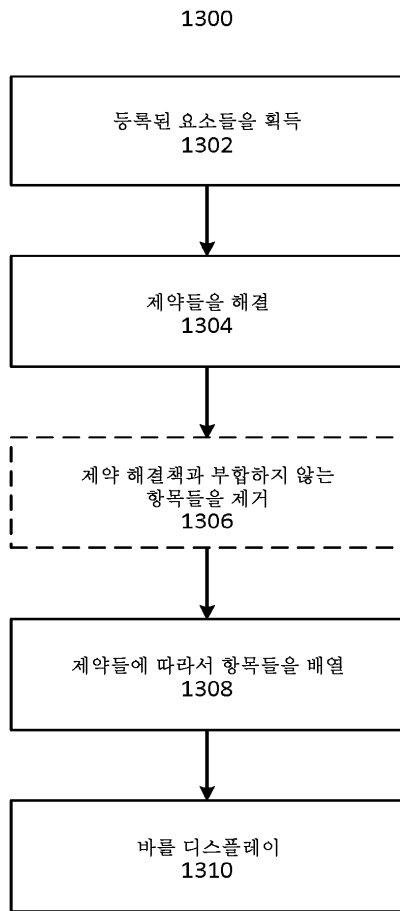 1300
등록된 요소들을 획득
1302
제약들을 해결
1304
제약 해결책과 부합하지 않는
항목들을 제거
1306
제약들에 따라서 항목들을 배열
1308
바를 디스플레이
1310